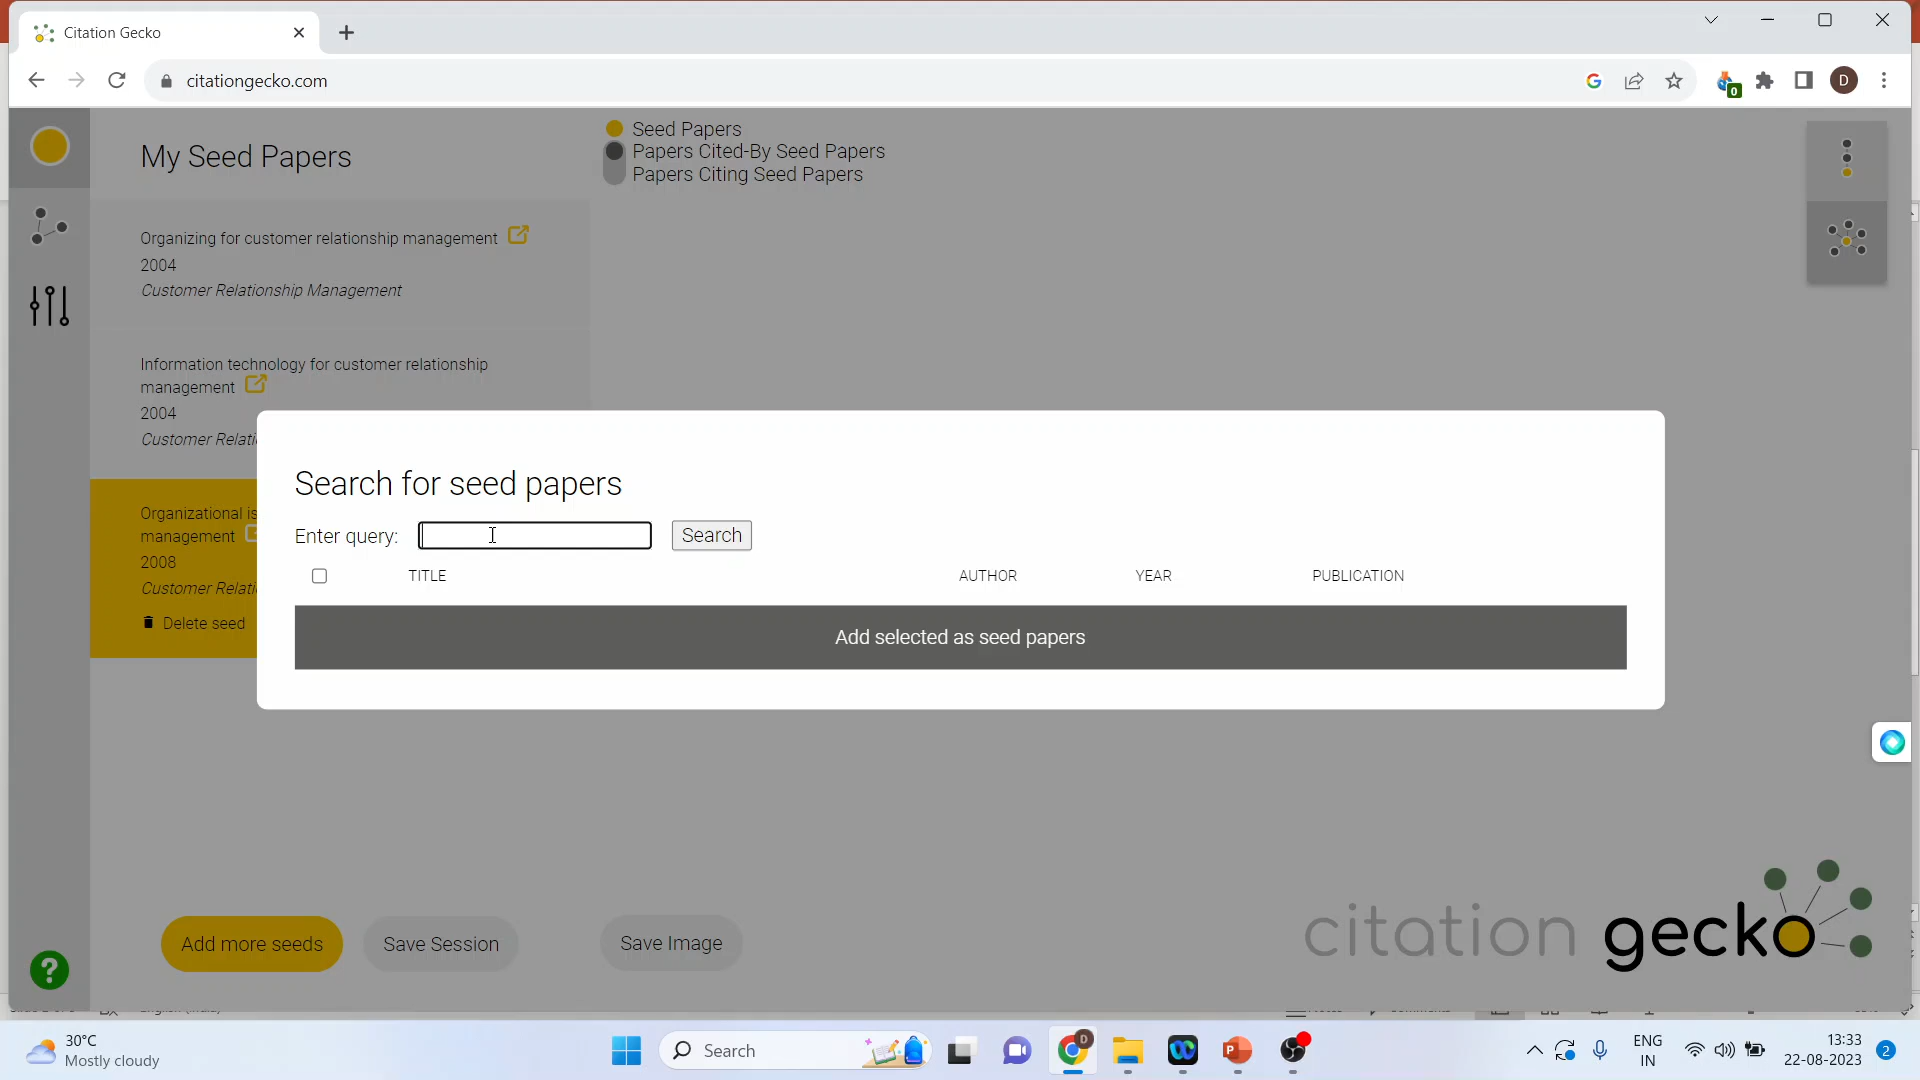 Citation Gecko
citationgecko.com
D
0
My Seed Papers
Seed Papers
Papers Cited-By Seed Papers
Papers Citing Seed Papers
Organizing for customer relationship management
2004
Customer Relationship Management
Information technology for customer relationship
management
2004
Customer Relati
Organizational is
management
2008
Customer Relati
Delete seed
Search for seed papers
Enter query:
Search
TITLE
AUTHOR
YEAR
PUBLICATION
Add selected as seed papers
Add more seeds
Save Session
Save Image
citation gecko
?
30°C
Mostly cloudy
Search
D
P
ENG
IN
13:33
22-08-2023
2